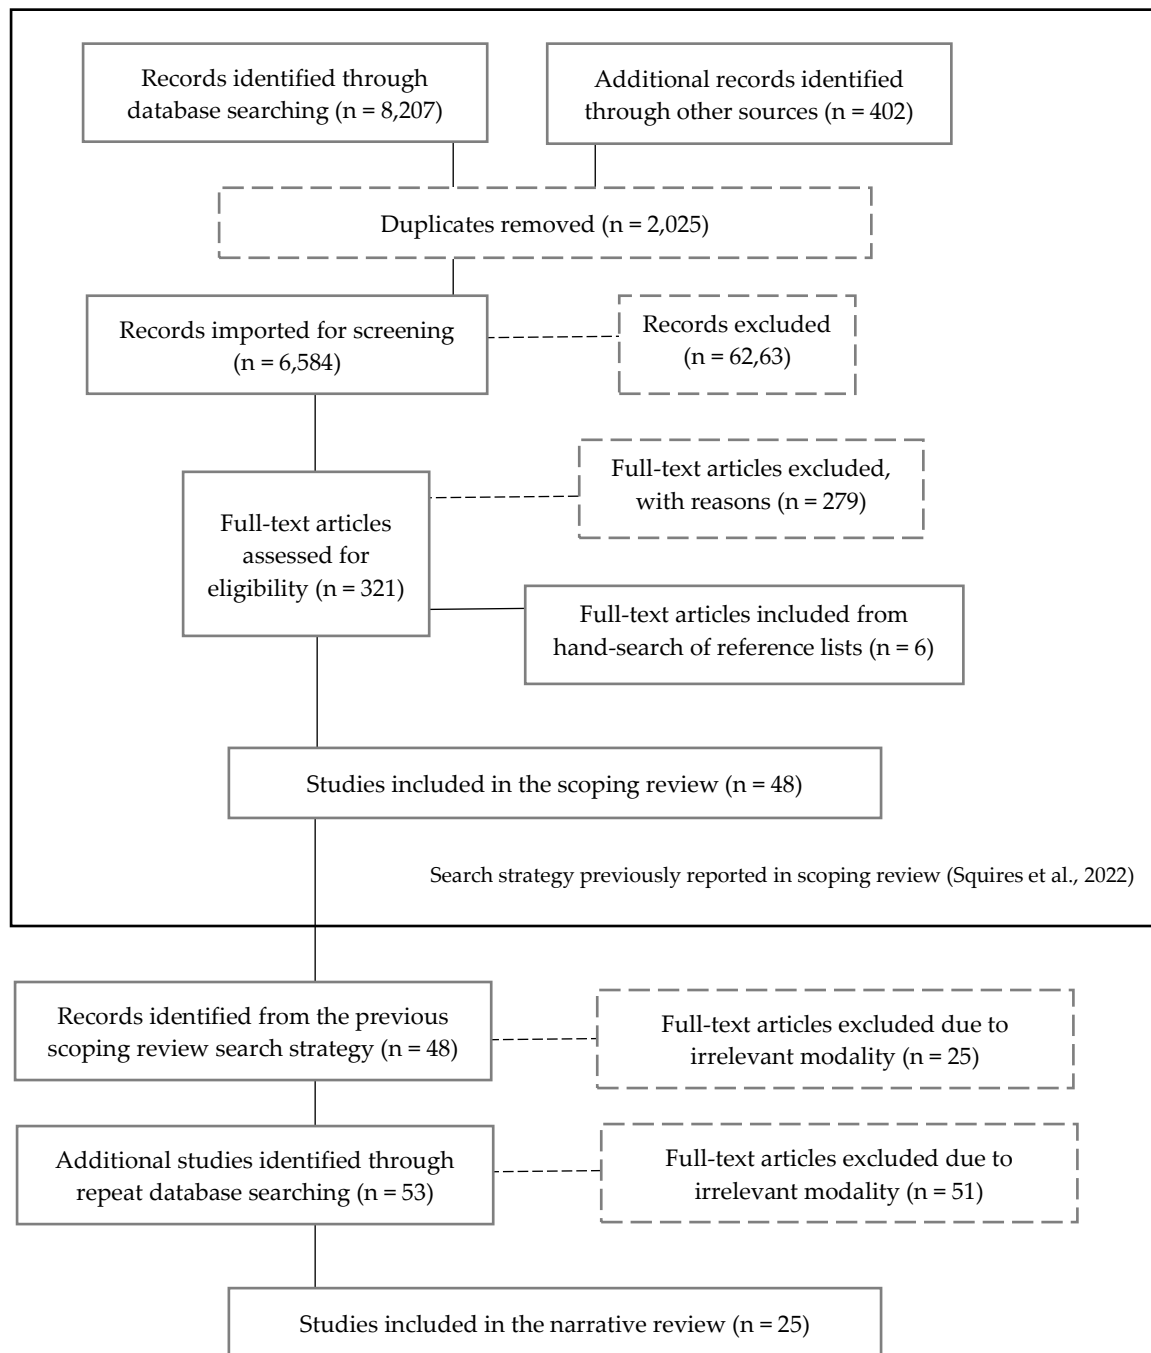 Records identified through
database searching (n = 8,207)
Additional records identified
through other sources (n = 402)
Duplicates removed (n = 2,025)
Records imported for screening
(n = 6,584)
Records excluded
(n = 62,63)
Full-text articles excluded,
with reasons (n = 279)
Full-text articles
assessed for
eligibility (n = 321)
Full-text articles included from
hand-search of reference lists (n = 6)
Studies included in the scoping review (n = 48)
Search strategy previously reported in scoping review (Squires et al., 2022)
Records identified from the previous
scoping review search strategy (n = 48)
Full-text articles excluded due to
irrelevant modality (n = 25)
Additional studies identified through
repeat database searching (n = 53)
Full-text articles excluded due to
irrelevant modality (n = 51)
Studies included in the narrative review (n = 25)